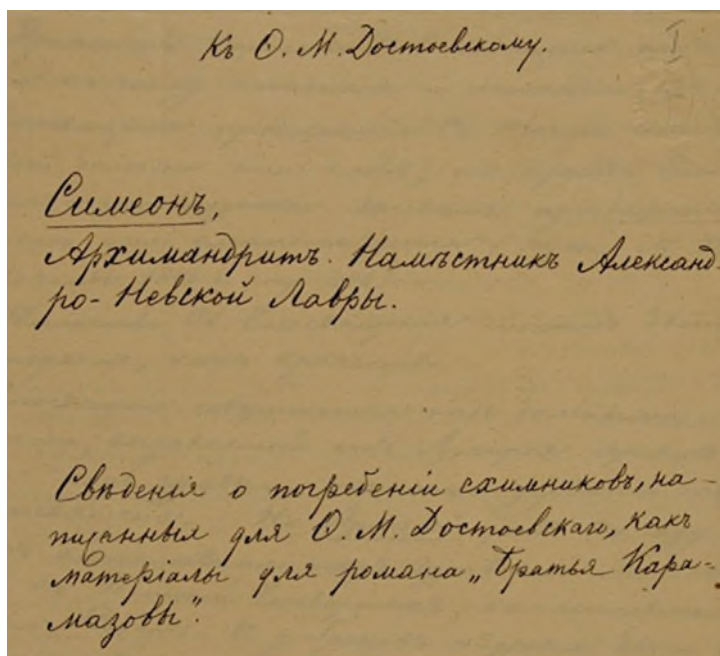 Къ Ѳ. М. Достоевскому.
I
Симеонъ,
Архимандритъ. Намѣстникъ Александ-
ро-Невской Лавры.
Свѣденія о погребеніи схимниковъ, на-
писанныя для Ѳ. М. Достоевскаго, какъ
матеріалы для романа „Братья Кара-
мазовы".